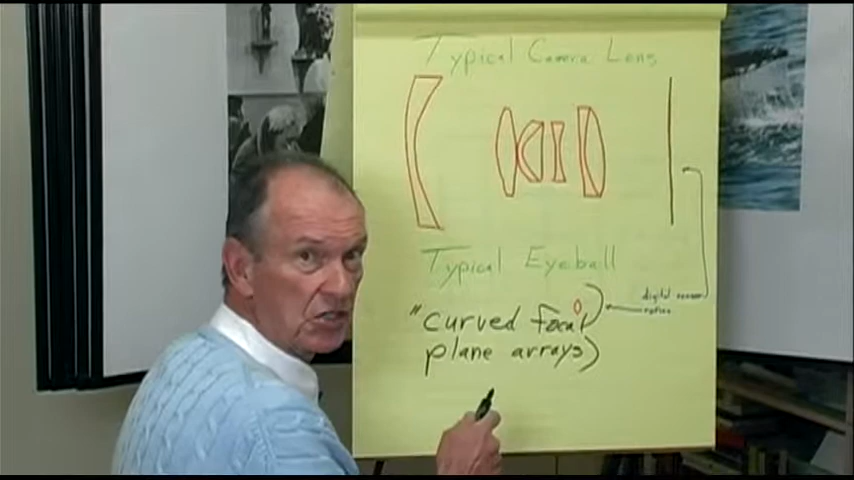 Typical Camera Lens
Typical Eyeball
digital sensor
retina
"curved focal
plane arrays)